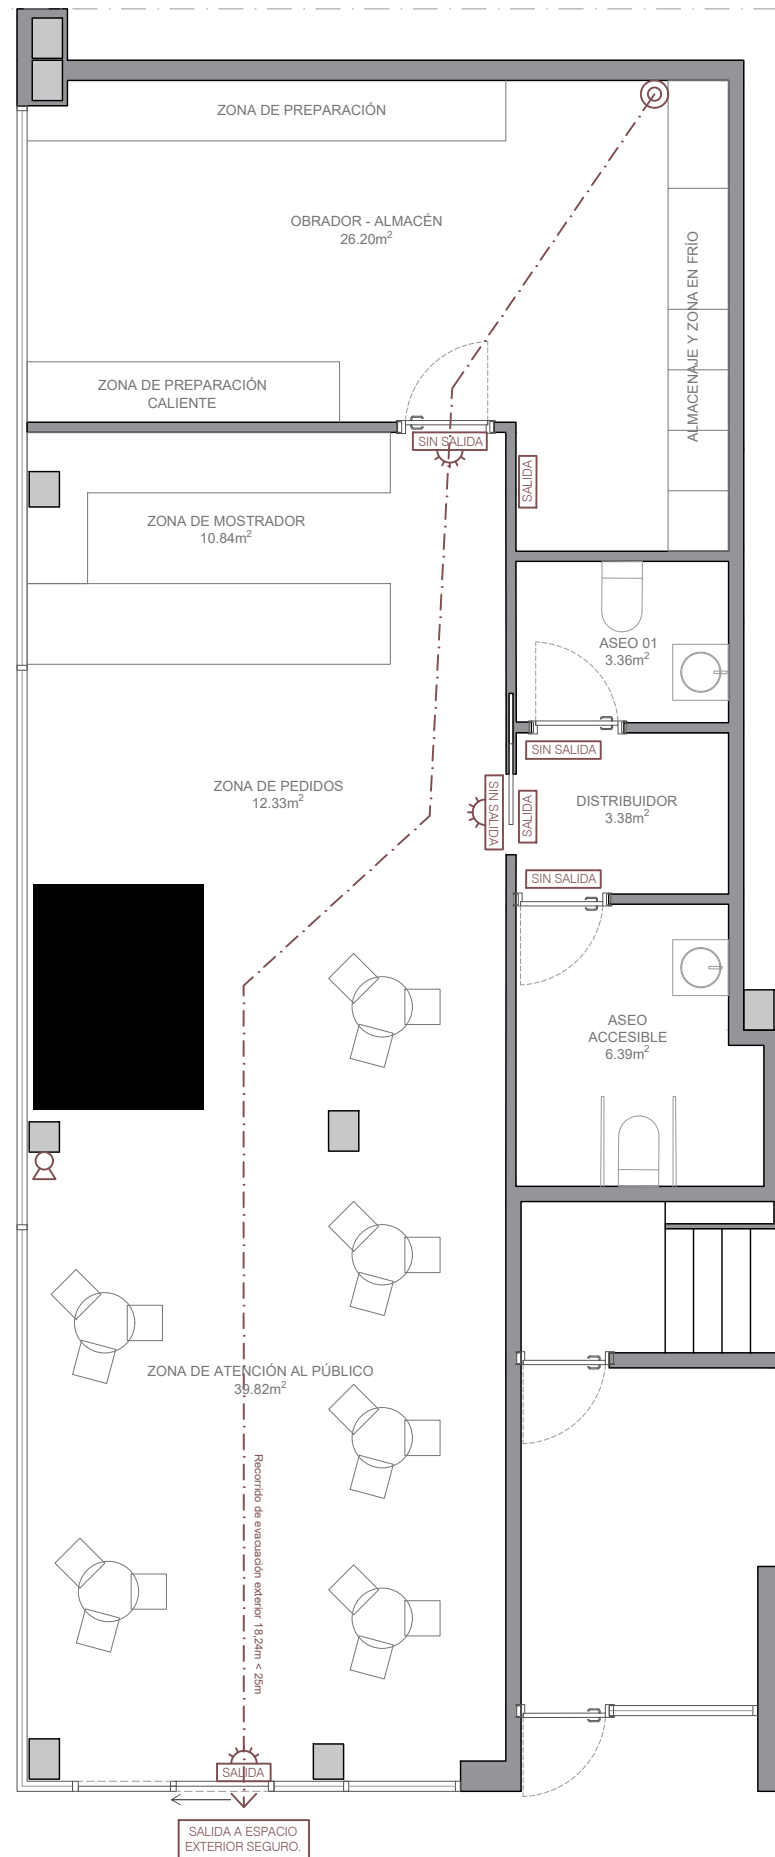 ZONA DE PREPARACIÓN
OBRADOR - ALMACÉN
26.20m²
ALMACENAJE Y ZONA EN FRÍO
ZONA DE PREPARACIÓN
CALIENTE
SIN SALIDA
SALIDA
ZONA DE MOSTRADOR
10.84m²
ASEO 01
3.36m²
SIN SALIDA
ZONA DE PEDIDOS
12.33m²
SIN SALIDA
SALIDA
DISTRIBUIDOR
3.38m²
SIN SALIDA
ASEO
ACCESIBLE
6.39m²
ZONA DE ATENCIÓN AL PÚBLICO
39.82m²
Recorrido de evacuación exterior 18,24m < 25m
SALIDA
SALIDA A ESPACIO
EXTERIOR SEGURO.